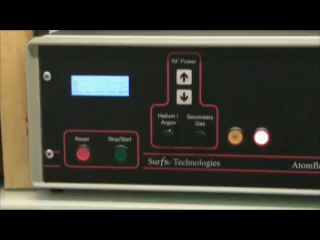 RF Power
Helium /
Argon
Secondary
Gas
Reset
Stop/Start
Surfx Technologies
Atomflo